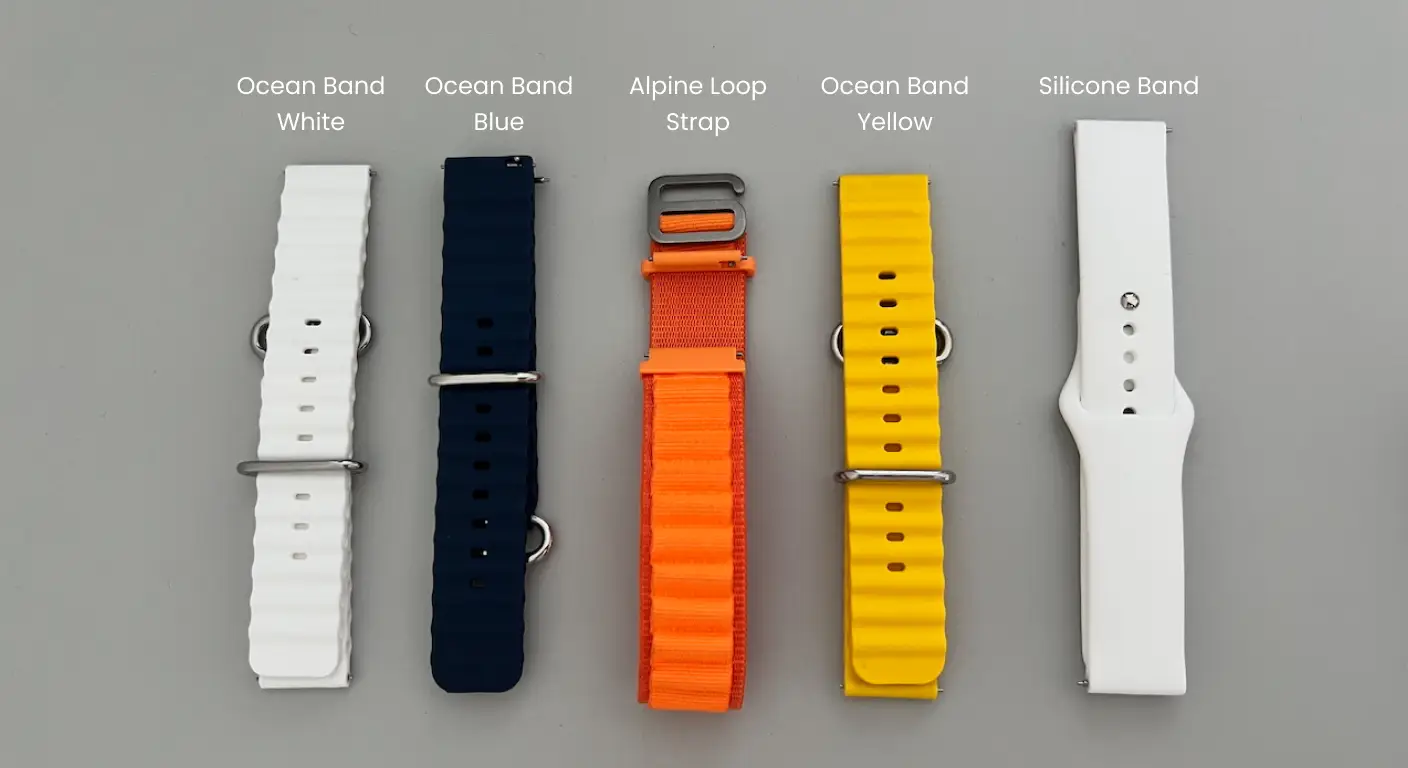 Ocean Band
White
Ocean Band
Blue
Alpine Loop
Strap
Ocean Band
Yellow
Silicone Band